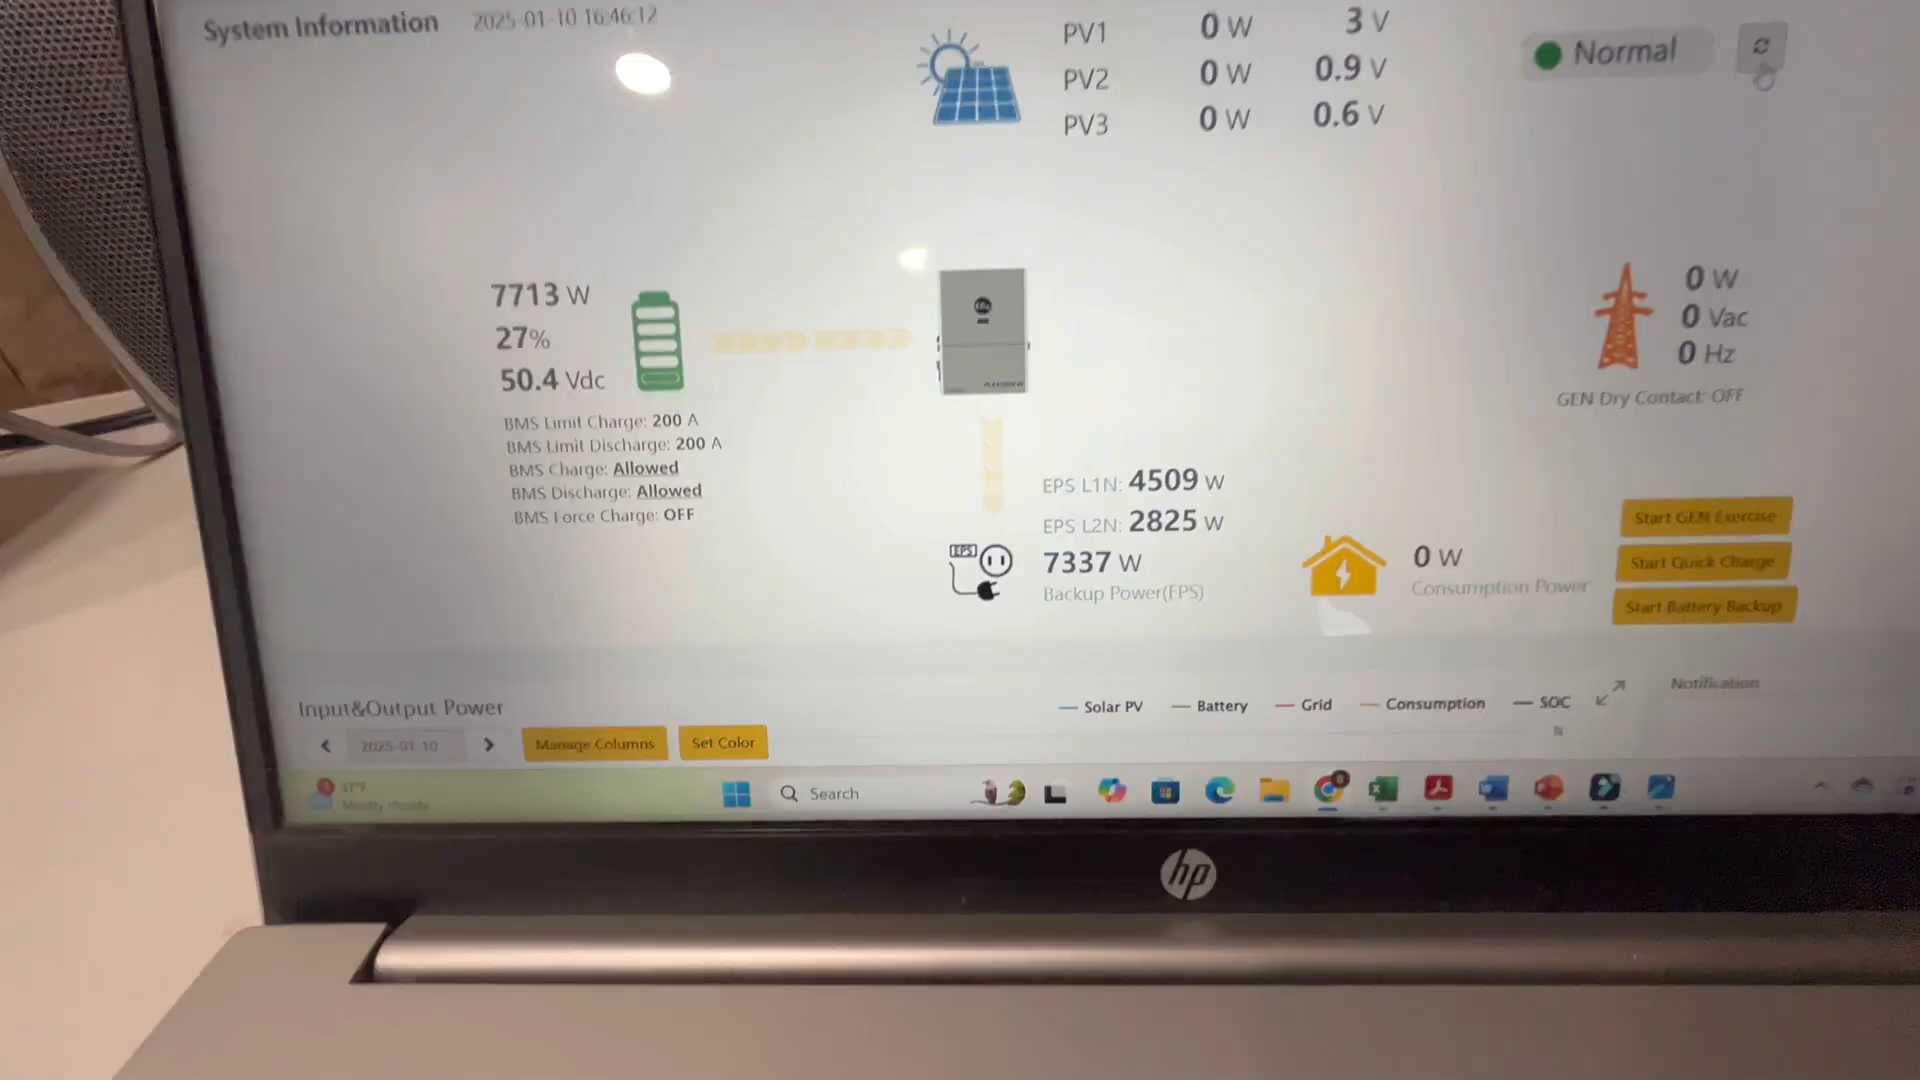 System Information 2025-01-10 16:46:12
PV1 0 W 3 V
PV2 0 W 0.9 V
PV3 0 W 0.6 V
Normal
7713 W
27%
50.4 Vdc
BMS Limit Charge: 200 A
BMS Limit Discharge: 200 A
BMS Charge: Allowed
BMS Discharge: Allowed
BMS Force Charge: OFF
0 W
0 Vac
0 Hz
GEN Dry Contact: OFF
EPS L1N: 4509 W
EPS L2N: 2825 W
EPS
7337 W
Backup Power(EPS)
0 W
Consumption Power
Start GEN Exercise
Start Quick Charge
Start Battery Backup
Input&Output Power
Solar PV Battery Grid Consumption SOC
Notification
2025-01-10
Manage Columns
Set Color
%
Mostly cloudy
Search
hp